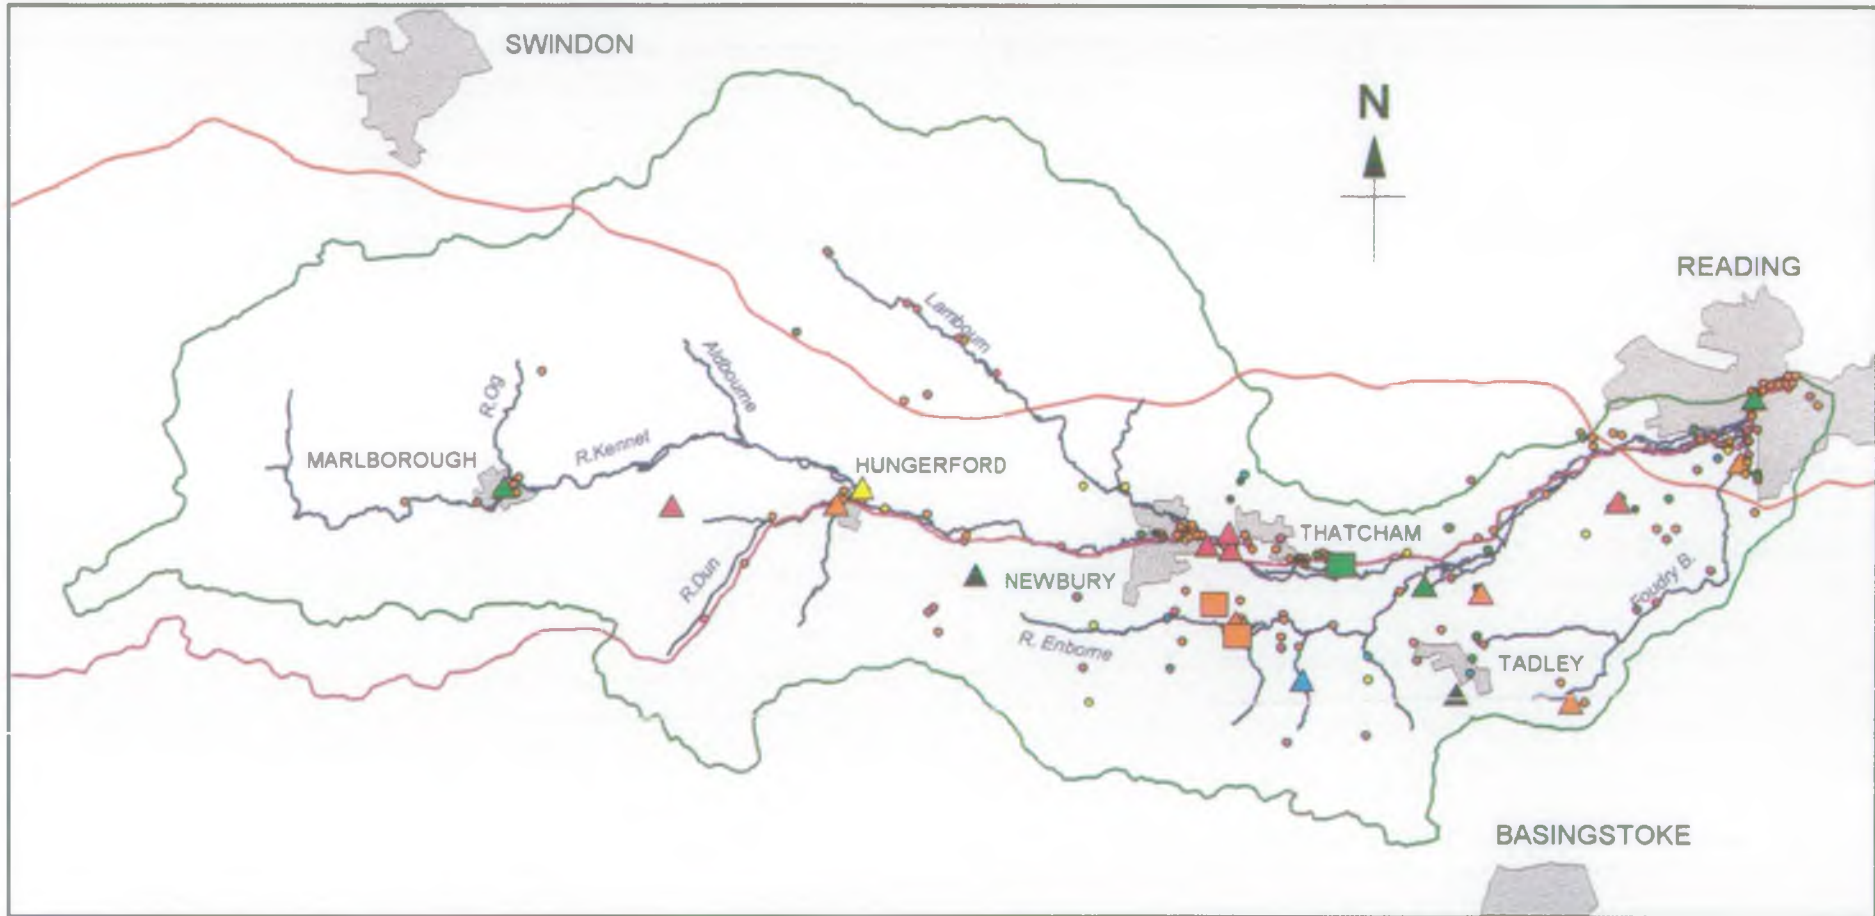 SWINDON
N
READING
Lambourn
Aldbourne
R.Og
R.Kennet
MARLBOROUGH
HUNGERFORD
THATCHAM
NEWBURY
R.Dun
Foudry B.
R. Enborne
TADLEY
BASINGSTOKE